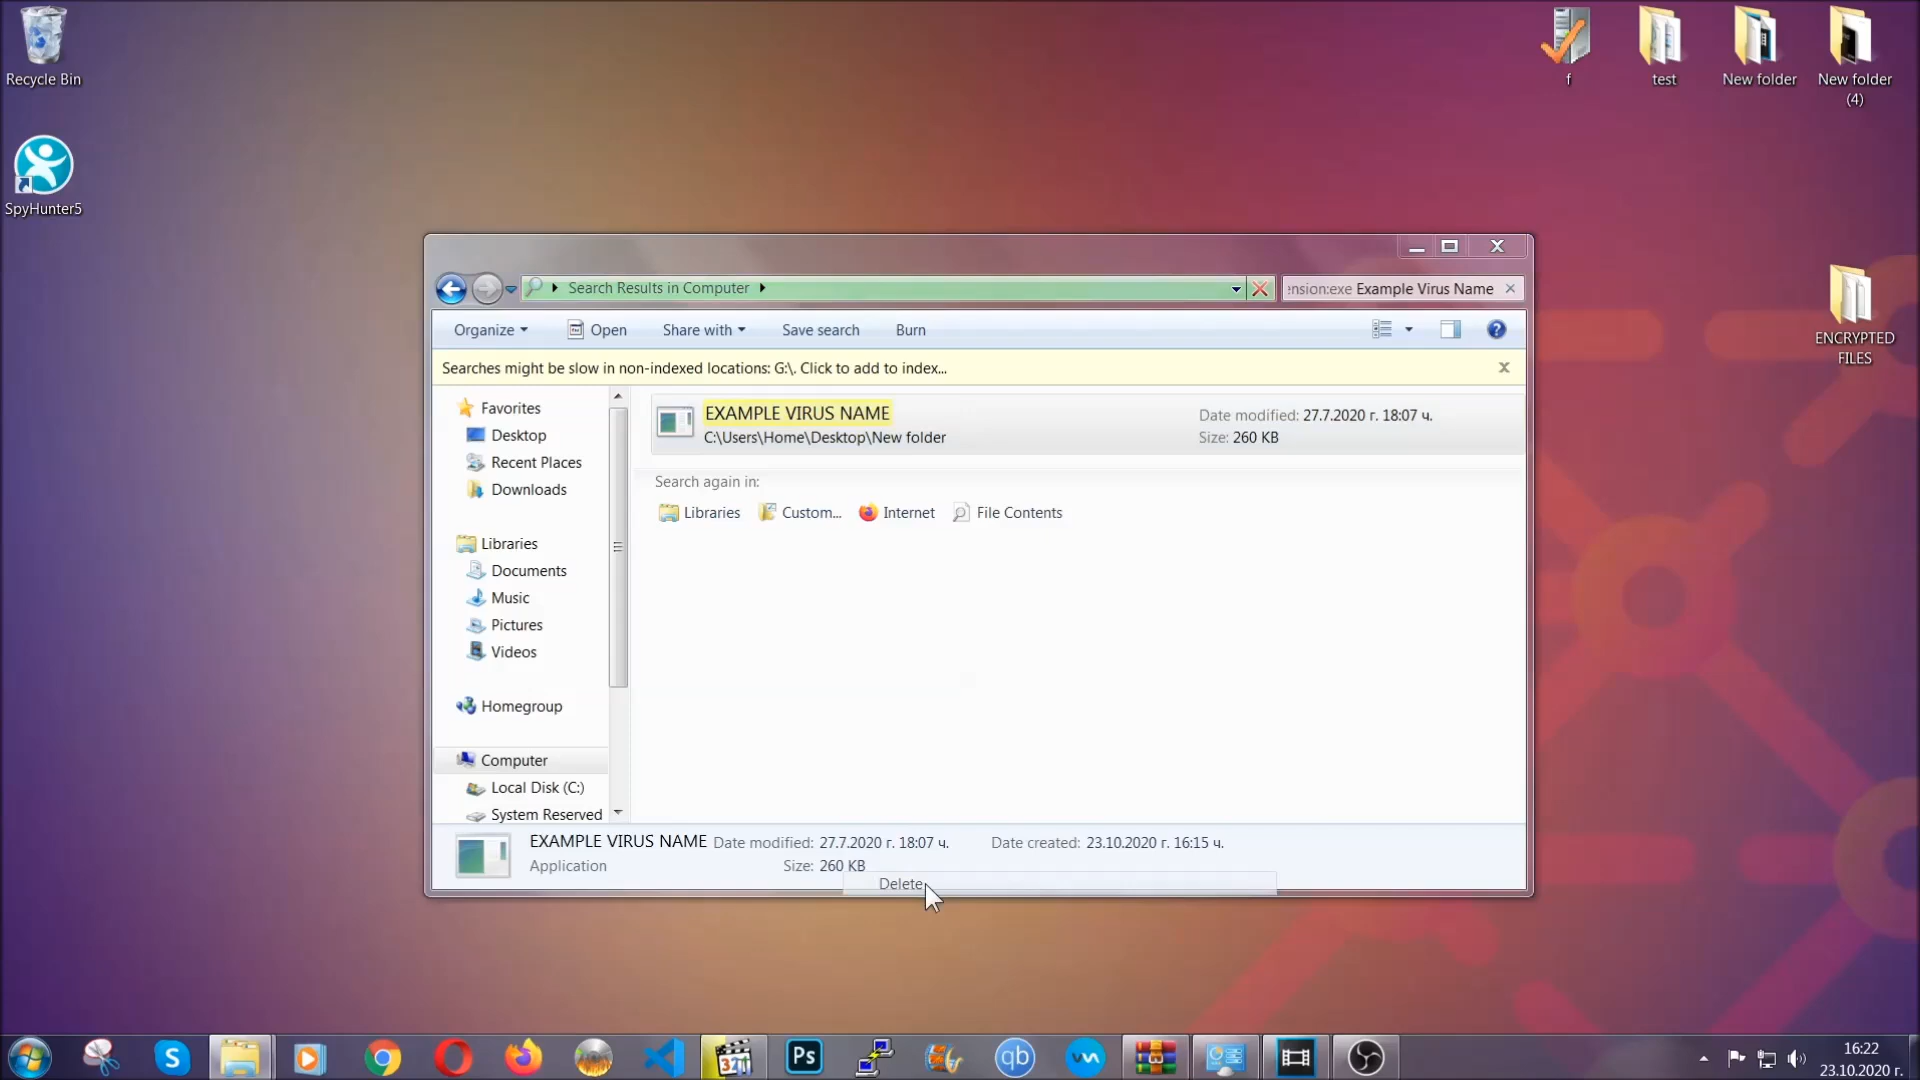 Recycle Bin
SpyHunter5
f
test
New folder
New folder
(4)
ENCRYPTED
FILES
Search Results in Computer
ension:exe Example Virus Name
Organize
Open
Share with
Save search
Burn
Searches might be slow in non-indexed locations: G:\. Click to add to index...
Favorites
Desktop
Recent Places
Downloads
Libraries
Documents
Music
Pictures
Videos
Homegroup
Computer
Local Disk (C:)
System Reserved
EXAMPLE VIRUS NAME
C:\Users\Home\Desktop\New folder
Date modified: 27.7.2020 г. 18:07 ч.
Size: 260 KB
Search again in:
Libraries
Custom...
Internet
File Contents
EXAMPLE VIRUS NAME Date modified: 27.7.2020 г. 18:07 ч. Date created: 23.10.2020 г. 16:15 ч.
Application Size: 260 KB
Delete
S
321
Ps
qb
16:22
23.10.2020 г.